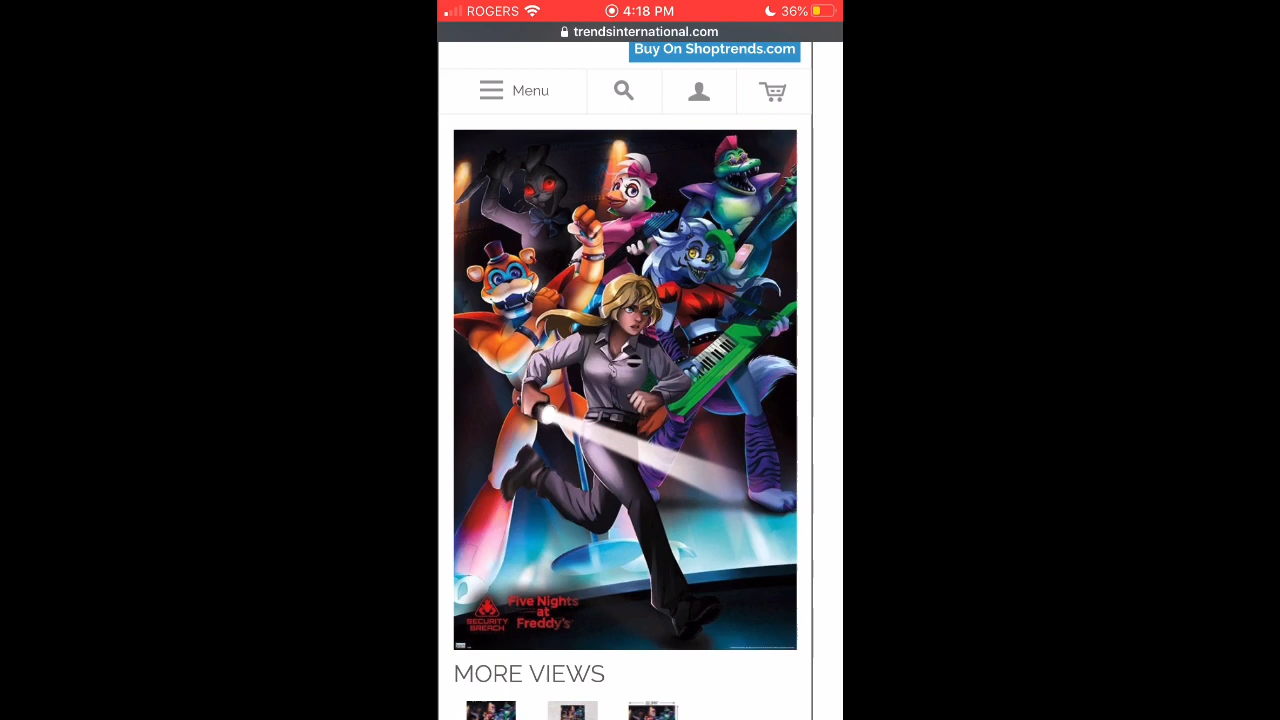 ROGERS 4:18 PM 36%
trendsinternational.com
Buy On Shoptrends.com
Menu
Five Nights
at
Freddy's
SECURITY
BREACH
MORE VIEWS